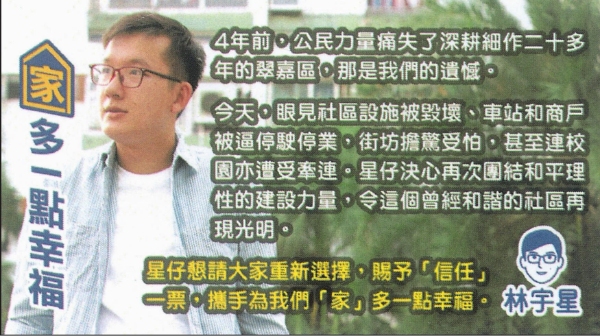 家
多一點幸福
4年前，公民力量痛失了深耕細作二十多
年的翠嘉區，那是我們的遺憾。
今天，眼見社區設施被毀壞、車站和商戶
被逼停駛停業，街坊擔驚受怕，甚至連校
園亦遭受牽連。星仔決心再次團結和平理
性的建設力量，令這個曾經和諧的社區再
現光明。
星仔懇請大家重新選擇，賜予「信任」
一票，攜手為我們「家」多一點幸福。
林宇星